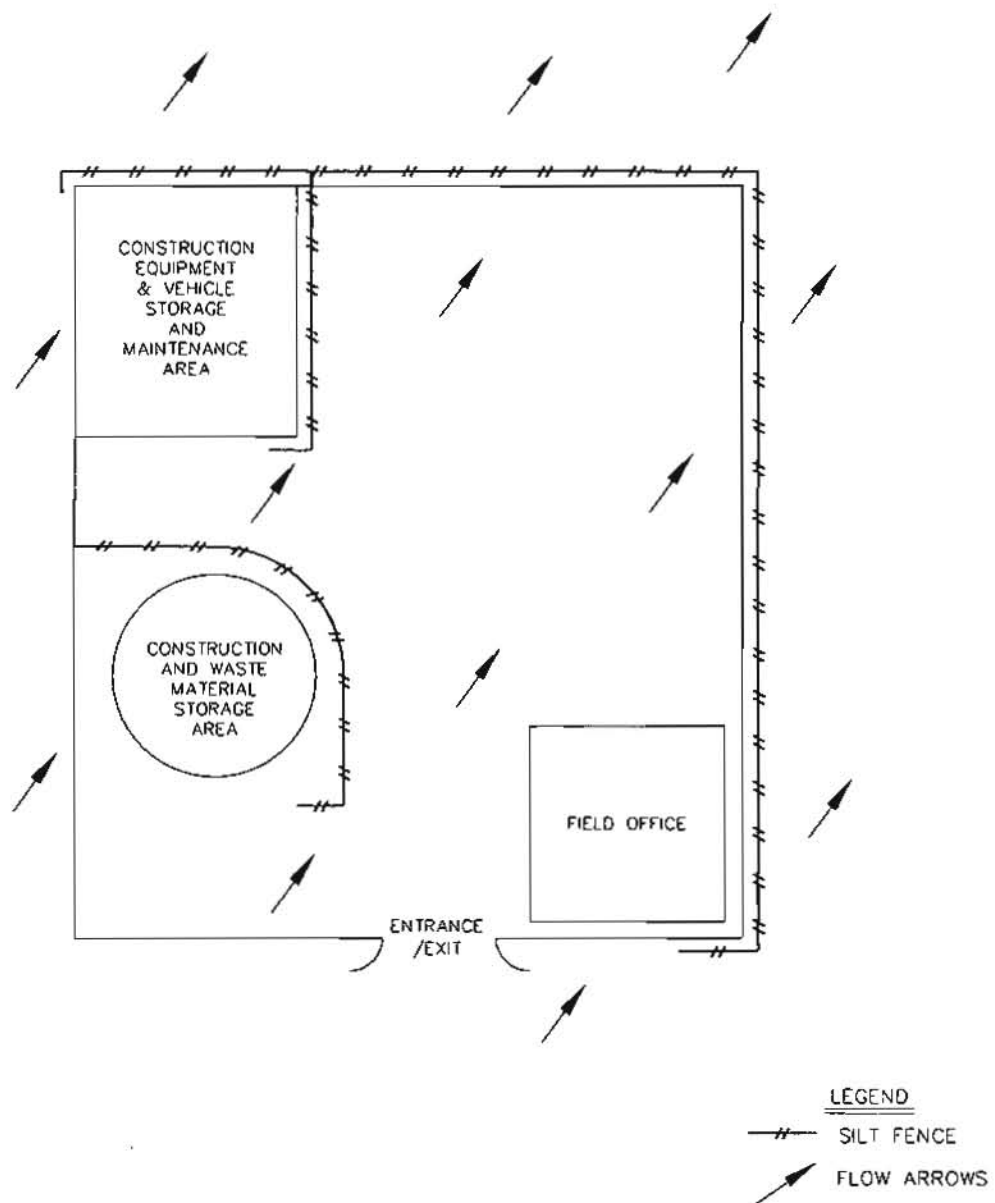 CONSTRUCTION
EQUIPMENT
& VEHICLE
STORAGE
AND
MAINTENANCE
AREA
CONSTRUCTION
AND WASTE
MATERIAL
STORAGE
AREA
FIELD OFFICE
ENTRANCE
/EXIT
LEGEND
SILT FENCE
FLOW ARROWS